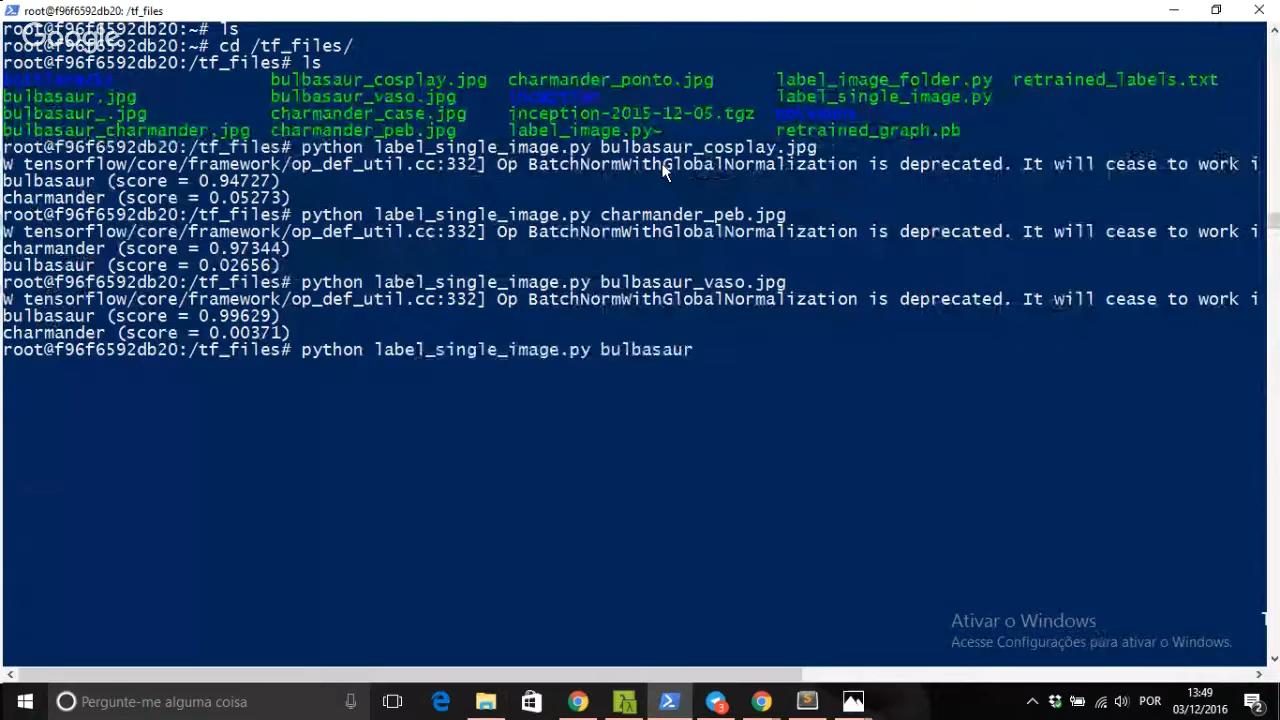 root@f96f6592db20: /tf_files
root@f96f6592db20:~# ls
Google
root@f96f6592db20:~# cd /tf_files/
root@f96f6592db20:/tf_files# ls
bulbasaur_cosplay.jpg charmander_ponto.jpg label_image_folder.py retrained_labels.txt
bulbasaur.jpg bulbasaur_vaso.jpg inception label_single_image.py
bulbasaur_.jpg charmander_case.jpg inception-2015-12-05.tgz
bulbasaur_charmander.jpg charmander_peb.jpg label_image.py~ retrained_graph.pb
root@f96f6592db20:/tf_files# python label_single_image.py bulbasaur_cosplay.jpg
W tensorflow/core/framework/op_def_util.cc:332] Op BatchNormWithGlobalNormalization is deprecated. It will cease to work i
bulbasaur (score = 0.94727)
charmander (score = 0.05273)
root@f96f6592db20:/tf_files# python label_single_image.py charmander_peb.jpg
W tensorflow/core/framework/op_def_util.cc:332] Op BatchNormWithGlobalNormalization is deprecated. It will cease to work i
charmander (score = 0.97344)
bulbasaur (score = 0.02656)
root@f96f6592db20:/tf_files# python label_single_image.py bulbasaur_vaso.jpg
W tensorflow/core/framework/op_def_util.cc:332] Op BatchNormWithGlobalNormalization is deprecated. It will cease to work i
bulbasaur (score = 0.99629)
charmander (score = 0.00371)
root@f96f6592db20:/tf_files# python label_single_image.py bulbasaur
Ativar o Windows
Acesse Configurações para ativar o Windows.
Pergunte-me alguma coisa
3
POR
13:49
03/12/2016
2